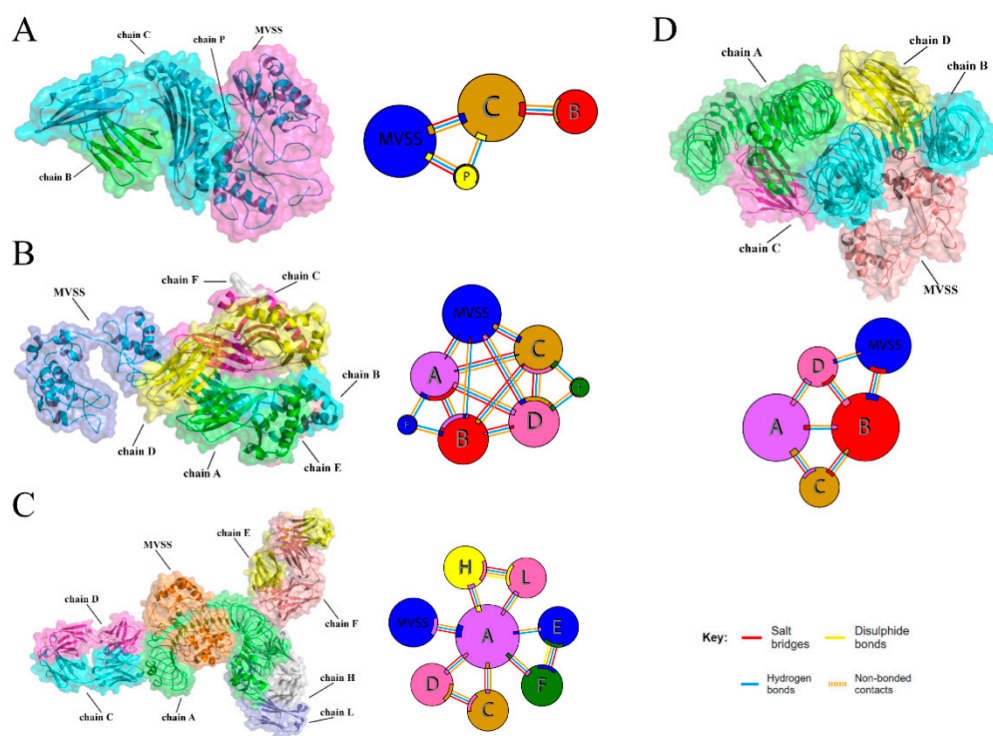 A
chain C
chain P
MVSS
chain B
MVSS
C
B
P
B
MVSS
chain F
chain C
chain B
chain D
chain A
chain E
MVSS
C
A
D
B
C
chain E
MVSS
chain D
chain F
chain H
chain C
chain A
chain L
H
L
MVSS
A
E
D
F
C
D
chain A
chain D
chain B
chain C
MVSS
MVSS
D
A
B
C
Key:
Salt bridges
Disulphide bonds
Hydrogen bonds
Non-bonded contacts